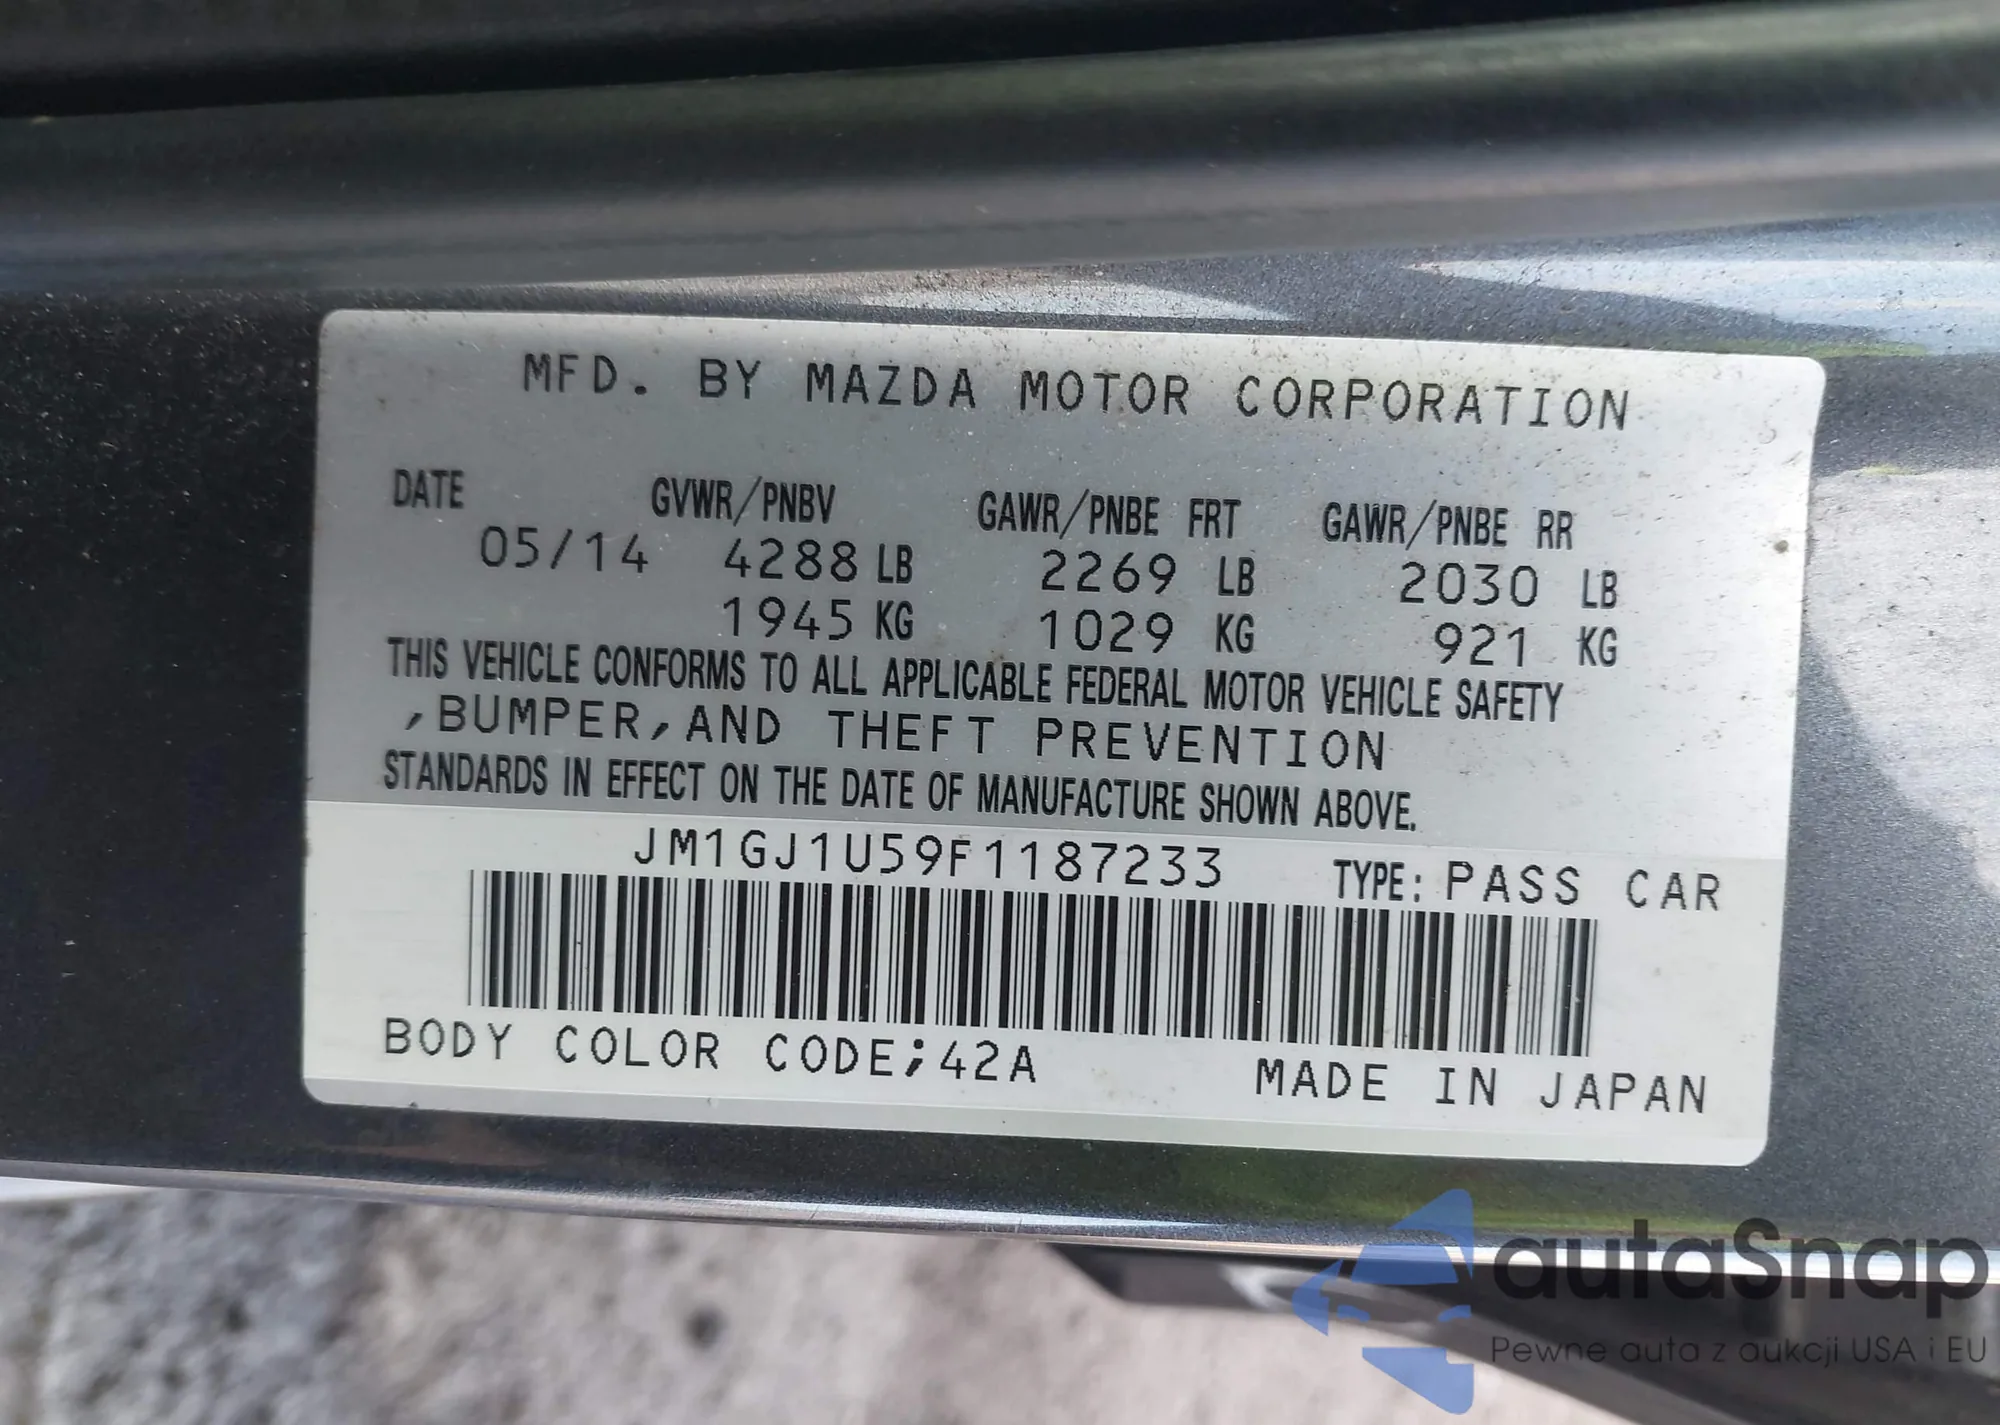 MFD. BY MAZDA MOTOR CORPORATION
DATE GVWR/PNBV GAWR/PNBE FRT GAWR/PNBE RR
05/14 4288 LB 2269 LB 2030 LB
1945 KG 1029 KG 921 KG
THIS VEHICLE CONFORMS TO ALL APPLICABLE FEDERAL MOTOR VEHICLE SAFETY
,BUMPER,AND THEFT PREVENTION
STANDARDS IN EFFECT ON THE DATE OF MANUFACTURE SHOWN ABOVE.
JM1GJ1U59F1187233 TYPE: PASS CAR
BODY COLOR CODE;42A MADE IN JAPAN
autaSnap
Pewne auta z aukcji USA i EU